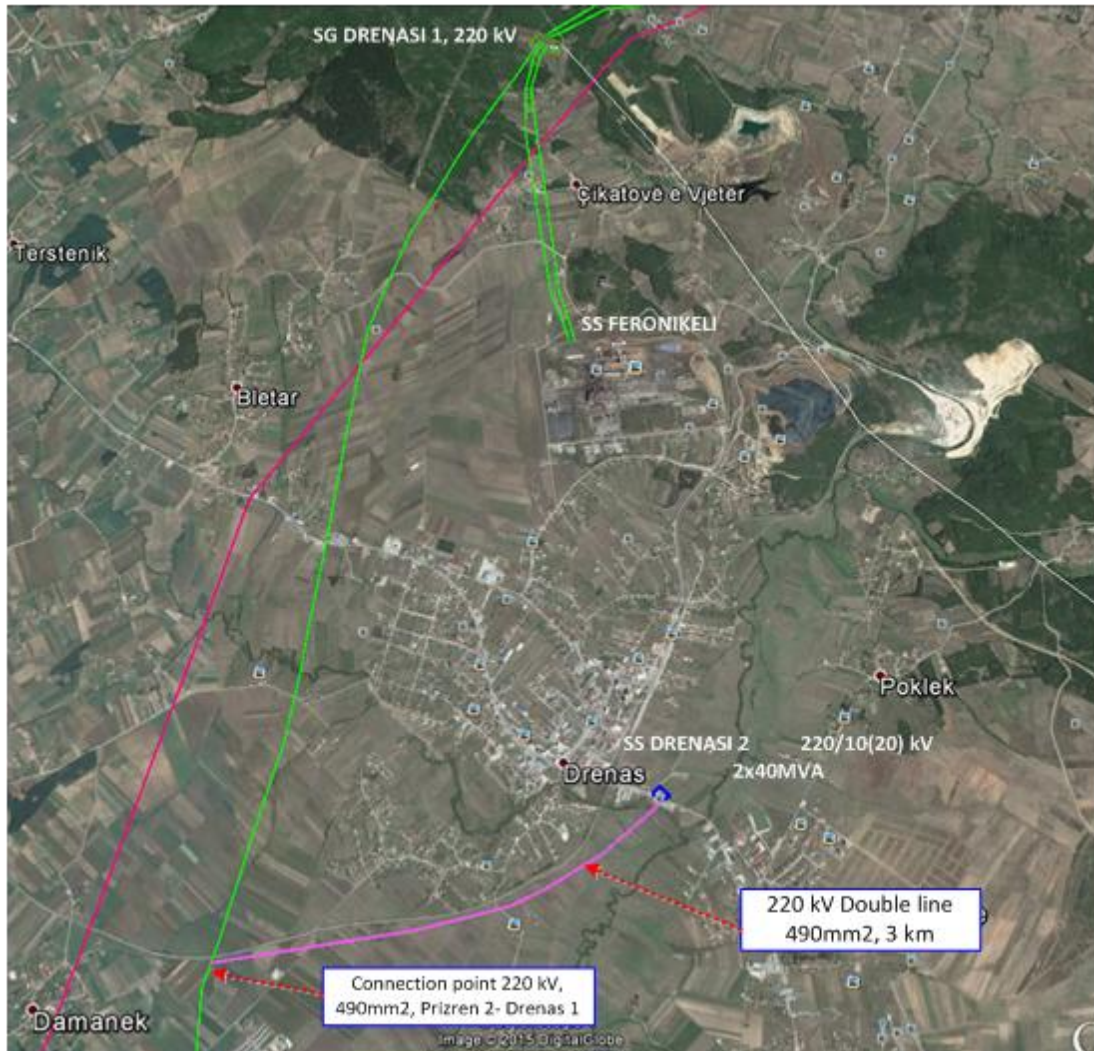 SG DRENASI 1, 220 kV
Çikatovë e Vjetër
Terstenik
SS FERONIKELI
Bletar
Poklek
SS DRENASI 2 220/10(20) kV
2x40MVA
Drenas
220 kV Double line
490mm2, 3 km
Connection point 220 kV,
490mm2, Prizren 2- Drenas 1
Damanek
Image © 2015 DigitalGlobe